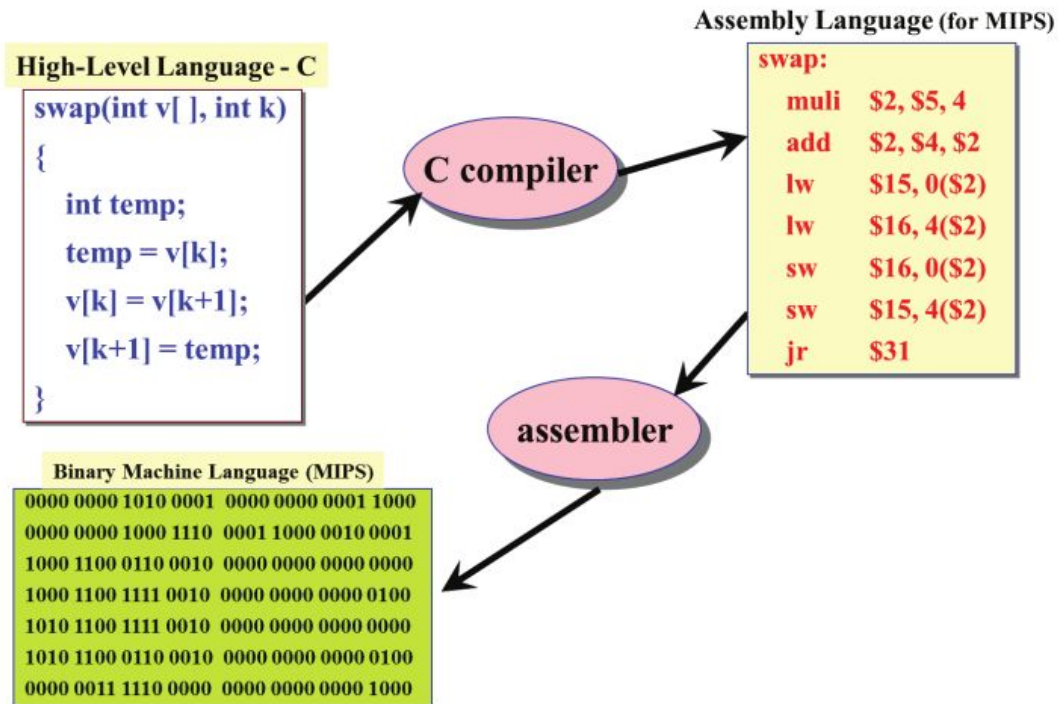 High-Level Language - C
swap(int v[ ], int k)
{
int temp;
temp = v[k];
v[k] = v[k+1];
v[k+1] = temp;
}
C compiler
Assembly Language (for MIPS)
swap:
muli $2, $5, 4
add $2, $4, $2
lw $15, 0($2)
lw $16, 4($2)
sw $16, 0($2)
sw $15, 4($2)
jr $31
assembler
Binary Machine Language (MIPS)
0000 0000 1010 0001 0000 0000 0001 1000
0000 0000 1000 1110 0001 1000 0010 0001
1000 1100 0110 0010 0000 0000 0000 0000
1000 1100 1111 0010 0000 0000 0000 0100
1010 1100 1111 0010 0000 0000 0000 0000
1010 1100 0110 0010 0000 0000 0000 0100
0000 0011 1110 0000 0000 0000 0000 1000